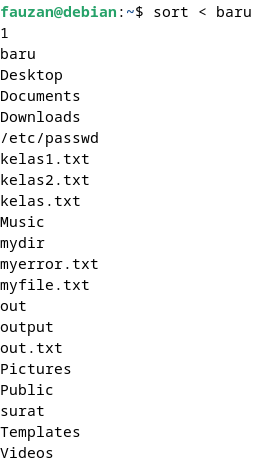 fauzan@debian:~$ sort < baru
1
baru
Desktop
Documents
Downloads
/etc/passwd
kelas1.txt
kelas2.txt
kelas.txt
Music
mydir
myerror.txt
myfile.txt
out
output
out.txt
Pictures
Public
surat
Templates
Videos